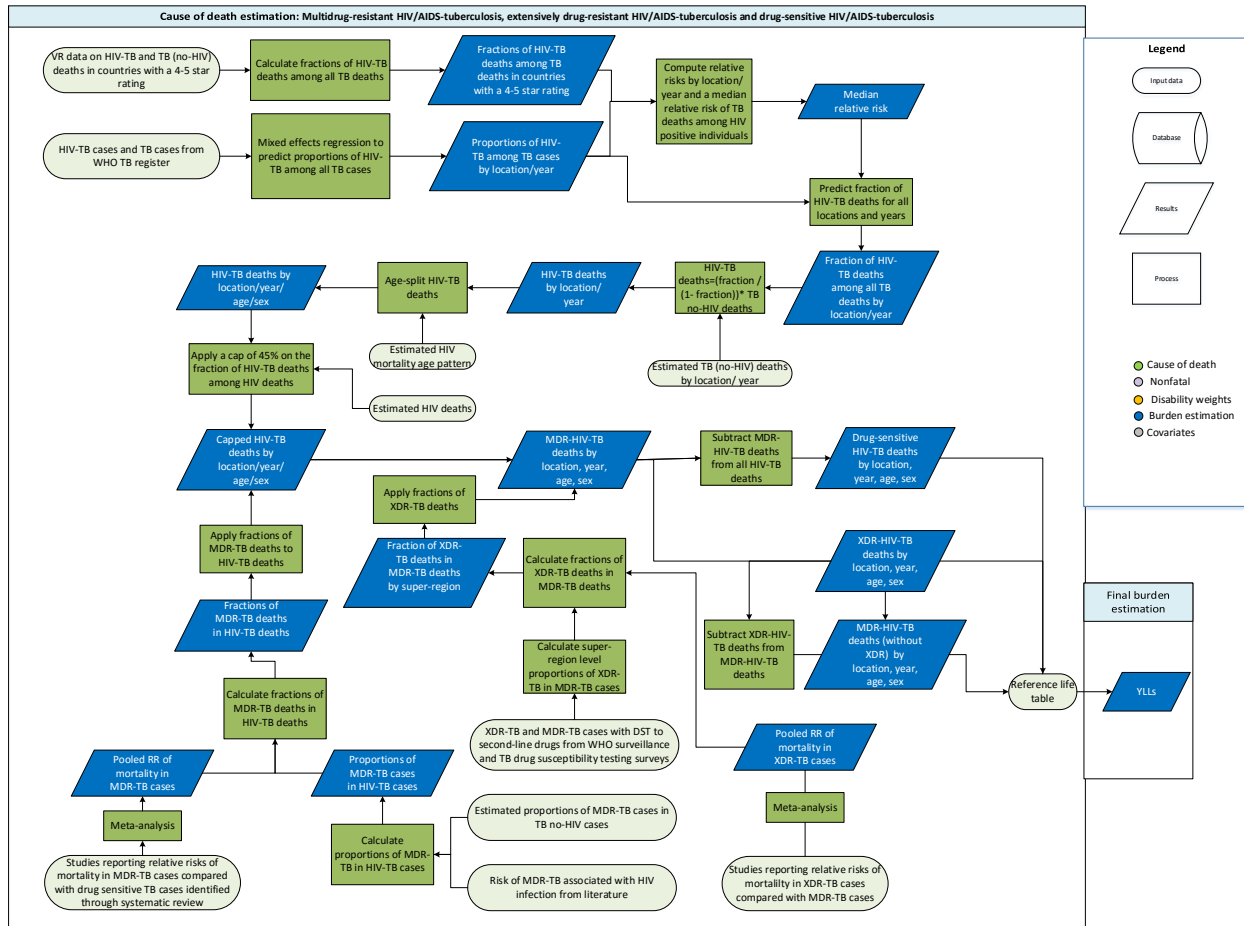 Cause of death estimation: Multidrug-resistant HIV/AIDS-tuberculosis, extensively drug-resistant HIV/AIDS-tuberculosis and drug-sensitive HIV/AIDS-tuberculosis
VR data on HIV-TB and TB (no-HIV)
deaths in countries with a 4-5 star
rating
Calculate fractions of HIV-TB
deaths among all TB deaths
Fractions of HIV-TB
deaths among TB
deaths in countries
with a 4-5 star rating
Compute relative
risks by location/
year and a median
relative risk of TB
deaths among HIV
positive individuals
Median
relative risk
HIV-TB cases and TB cases from
WHO TB register
Mixed effects regression to
predict proportions of HIV-
TB among all TB cases
Proportions of HIV-
TB among TB cases
by location/year
Predict fraction of
HIV-TB deaths for all
locations and years
HIV-TB deaths by
location/year/
age/sex
Age-split HIV-TB
deaths
HIV-TB deaths
by location/
year
HIV-TB
deaths=(fraction /
(1- fraction))* TB
no-HIV deaths
Fraction of HIV-
TB deaths
among all TB
deaths by
location/year
Estimated HIV
mortality age pattern
Estimated TB (no-HIV) deaths
by location/ year
Apply a cap of 45% on the
fraction of HIV-TB deaths
among HIV deaths
Estimated HIV deaths
Capped HIV-TB
deaths by
location/year/
age/sex
MDR-HIV-TB
deaths by
location, year,
age, sex
Subtract MDR-
HIV-TB deaths
from all HIV-TB
deaths
Drug-sensitive
HIV-TB deaths
by location,
year, age, sex
Apply fractions of
XDR-TB deaths
Apply fractions of
MDR-TB deaths to
HIV-TB deaths
Fraction of XDR-
TB deaths in
MDR-TB deaths
by super-region
Calculate fractions of
XDR-TB deaths in
MDR-TB deaths
XDR-HIV-TB
deaths by
location, year,
age, sex
Fractions of
MDR-TB deaths
in HIV-TB deaths
Calculate super-
region level
proportions of XDR-
TB in MDR-TB cases
Subtract XDR-HIV-
TB deaths from
MDR-HIV-TB
deaths
MDR-HIV-TB
deaths (without
XDR) by
location, year,
age, sex
Reference life
table
Calculate fractions of
MDR-TB deaths in
HIV-TB deaths
XDR-TB and MDR-TB cases with DST to
second-line drugs from WHO surveillance
and TB drug susceptibility testing surveys
Pooled RR of
mortality in
MDR-TB cases
Proportions of
MDR-TB cases
in HIV-TB cases
Pooled RR of
mortality in
XDR-TB cases
Meta-analysis
Studies reporting relative risks of
mortality in MDR-TB cases compared
with drug sensitive TB cases identified
through systematic review
Calculate
proportions of MDR-
TB in HIV-TB cases
Estimated proportions of MDR-TB cases in
TB no-HIV cases
Risk of MDR-TB associated with HIV
infection from literature
Meta-analysis
Studies reporting relative risks of
mortality in XDR-TB cases
compared with MDR-TB cases
Legend
Input data
Database
Results
Process
Cause of death
Nonfatal
Disability weights
Burden estimation
Covariates
Final burden
estimation
YLLs